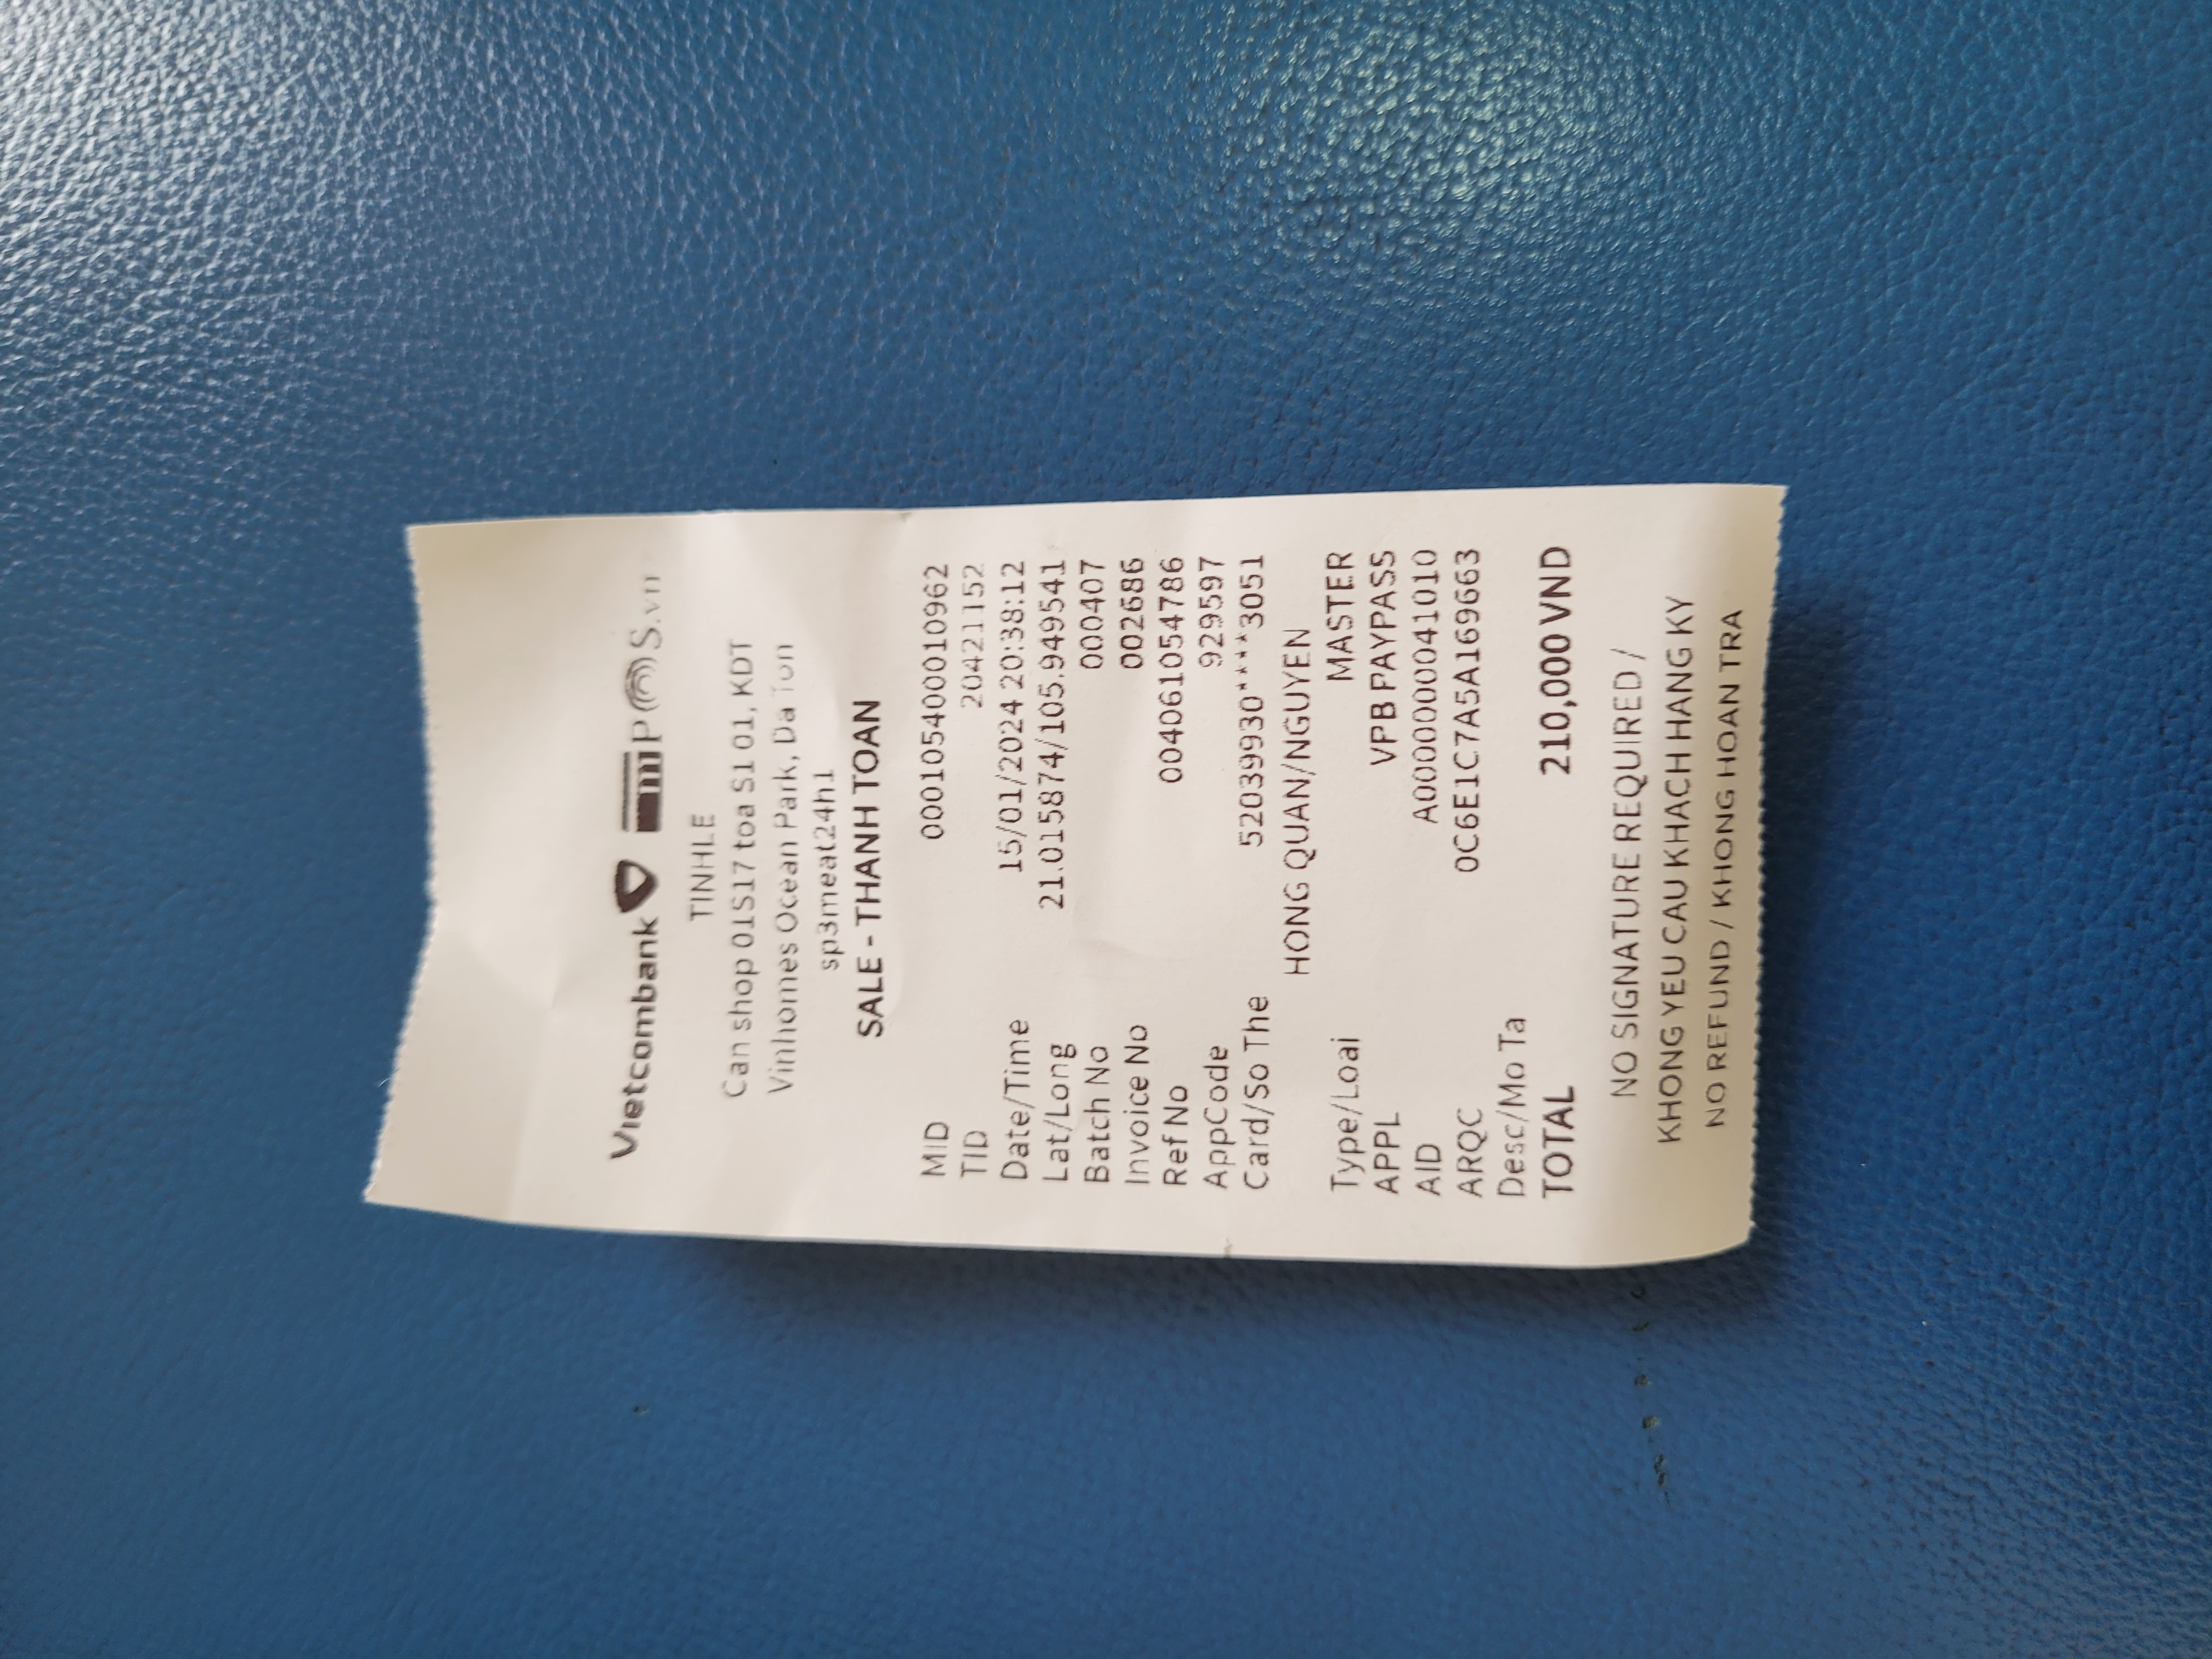 Vietcombank mPOS.vn
TINHLE
Can shop 01S17 toa S1 01, KDT
Vinhomes Ocean Park, Da Ton
sp3meat24h1
SALE - THANH TOAN
MID 000105400010962
TID 20421152
Date/Time 15/01/2024 20:38:12
Lat/Long 21.015874/105.949541
Batch No 000407
Invoice No 002686
Ref No 004061054786
AppCode 929597
Card/So The 52039930****3051
HONG QUAN/NGUYEN
Type/Loai MASTER
APPL VPB PAYPASS
AID A0000000041010
ARQC 0C6E1C7A5A169663
Desc/Mo Ta
TOTAL 210,000 VND
NO SIGNATURE REQUIRED /
KHONG YEU CAU KHACH HANG KY
NO REFUND / KHONG HOAN TRA